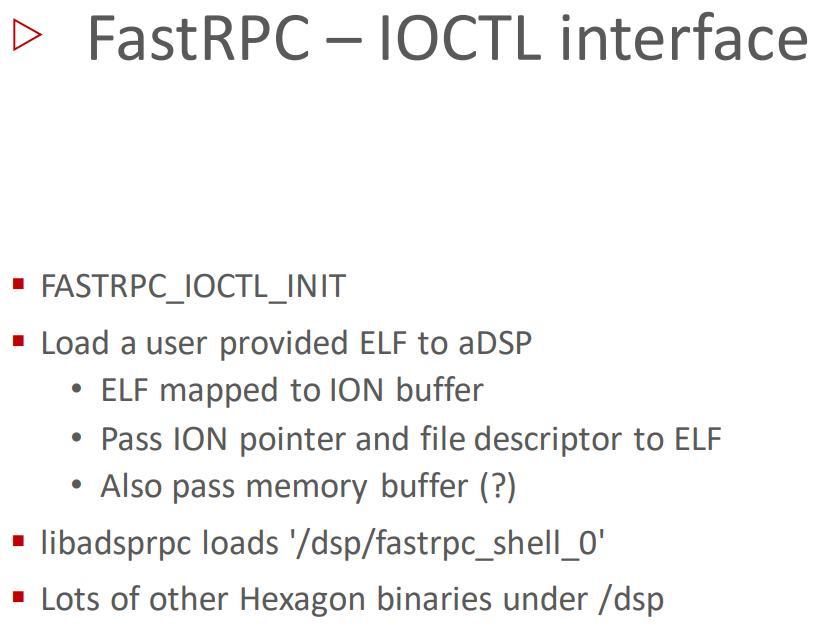 FastRPC – IOCTL interface
FASTRPC_IOCTL_INIT
Load a user provided ELF to aDSP
ELF mapped to ION buffer
Pass ION pointer and file descriptor to ELF
Also pass memory buffer (?)
libadsprpc loads '/dsp/fastrpc_shell_0'
Lots of other Hexagon binaries under /dsp